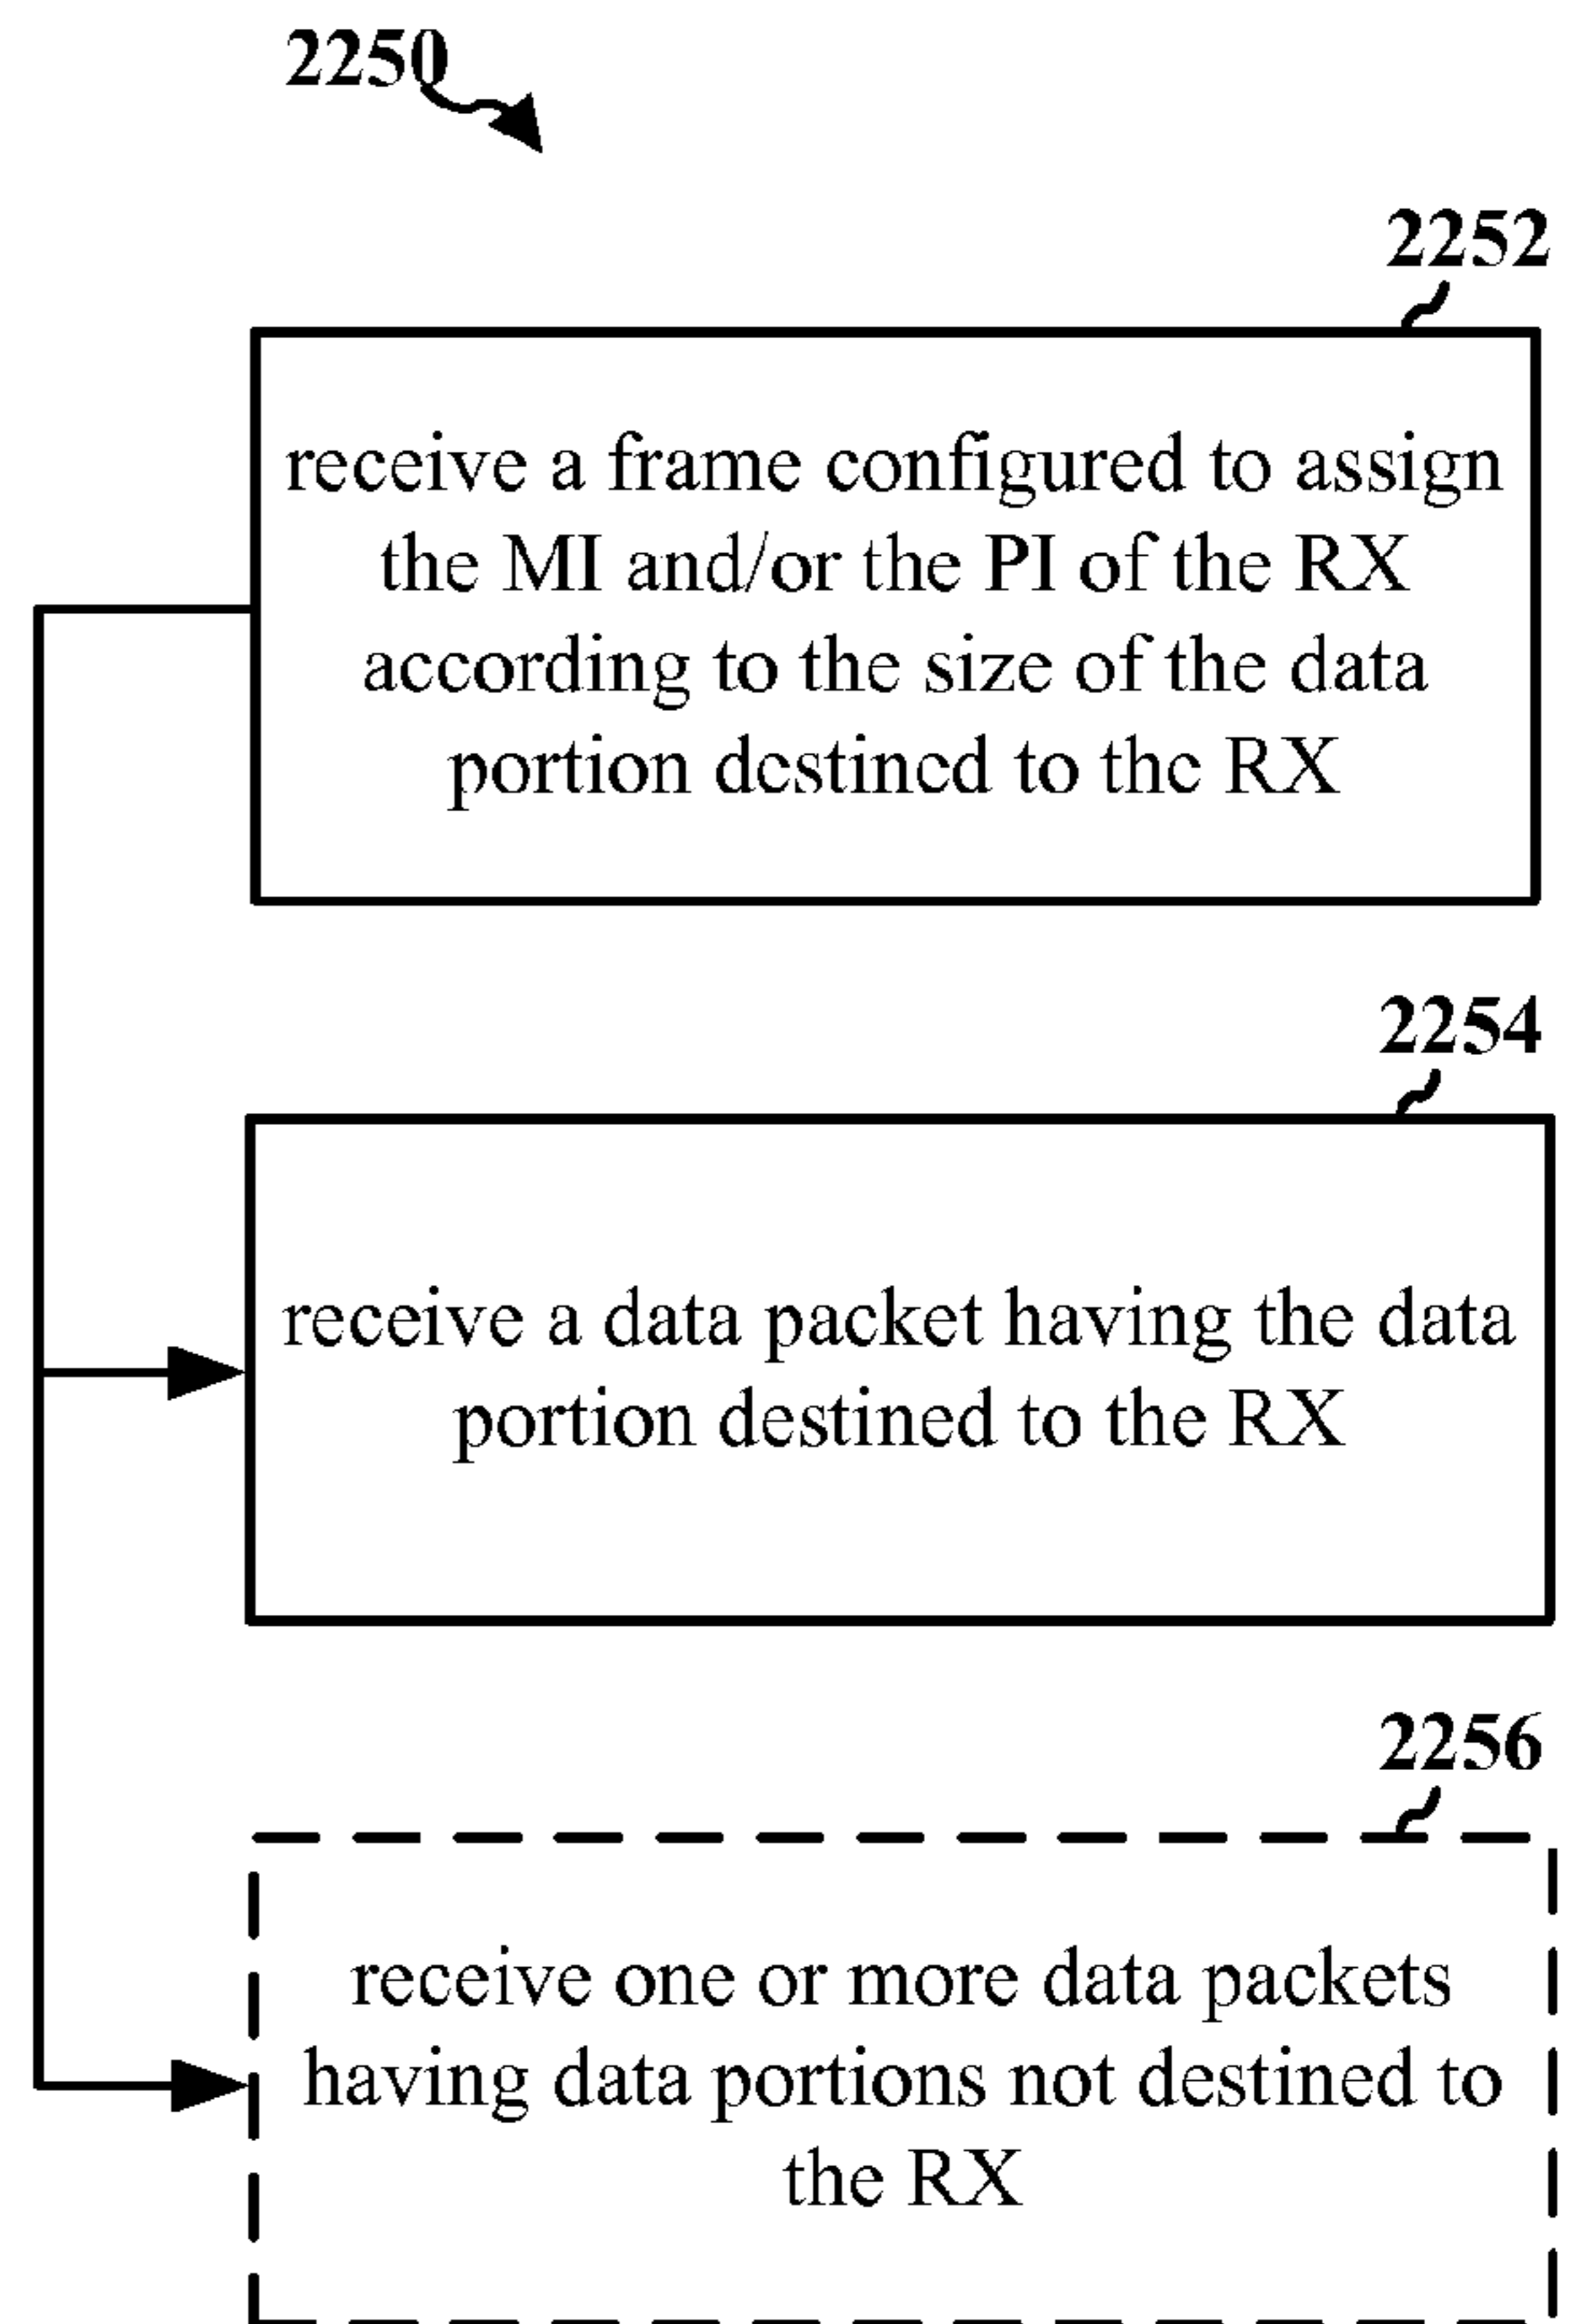 2250
2252
receive a frame configured to assign
the MI and/or the PI of the RX
according to the size of the data
portion destined to the RX
2254
receive a data packet having the data
portion destined to the RX
2256
receive one or more data packets
having data portions not destined to
the RX